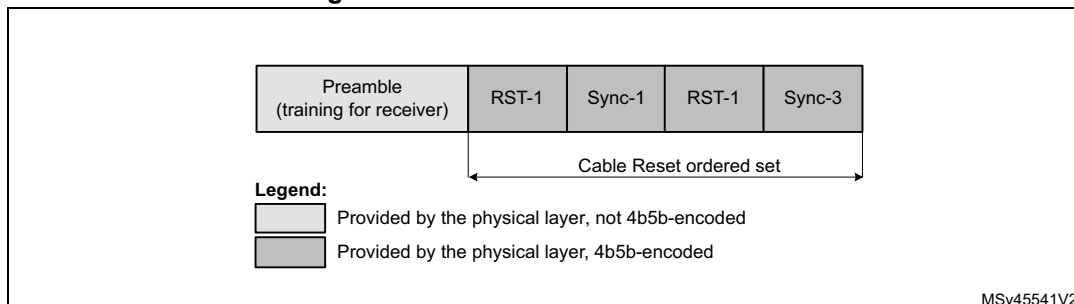 Preamble
(training for receiver)
RST-1
Sync-1
RST-1
Sync-3
Cable Reset ordered set
Legend:
Provided by the physical layer, not 4b5b-encoded
Provided by the physical layer, 4b5b-encoded
MSv45541V2